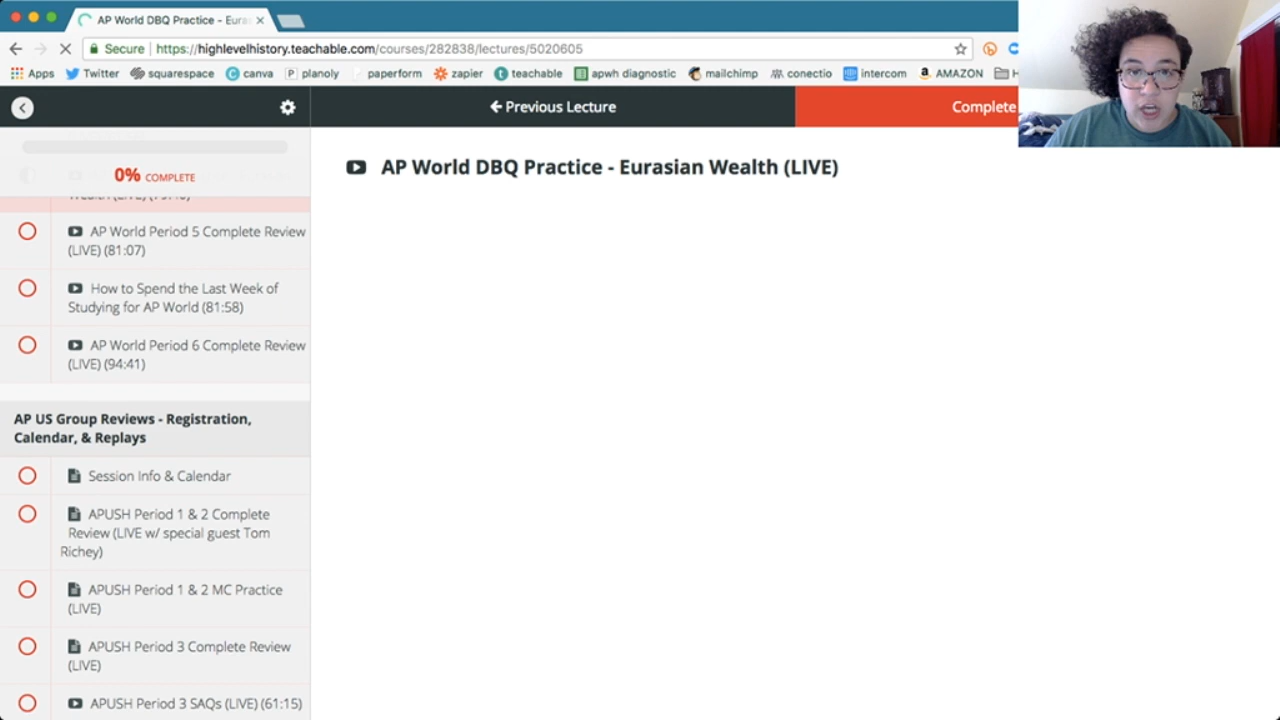 AP World DBQ Practice - Euras
Secure | https://highlevelhistory.teachable.com/courses/282838/lectures/5020605
Apps Twitter squarespace canva planoly paperform zapier teachable apwh diagnostic mailchimp conectio intercom AMAZON H
Previous Lecture
Complete
0% COMPLETE
AP World DBQ Practice - Eurasian Wealth (LIVE)
AP World Period 5 Complete Review
(LIVE) (81:07)
How to Spend the Last Week of
Studying for AP World (81:58)
AP World Period 6 Complete Review
(LIVE) (94:41)
AP US Group Reviews - Registration,
Calendar, & Replays
Session Info & Calendar
APUSH Period 1 & 2 Complete
Review (LIVE w/ special guest Tom
Richey)
APUSH Period 1 & 2 MC Practice
(LIVE)
APUSH Period 3 Complete Review
(LIVE)
APUSH Period 3 SAQs (LIVE) (61:15)